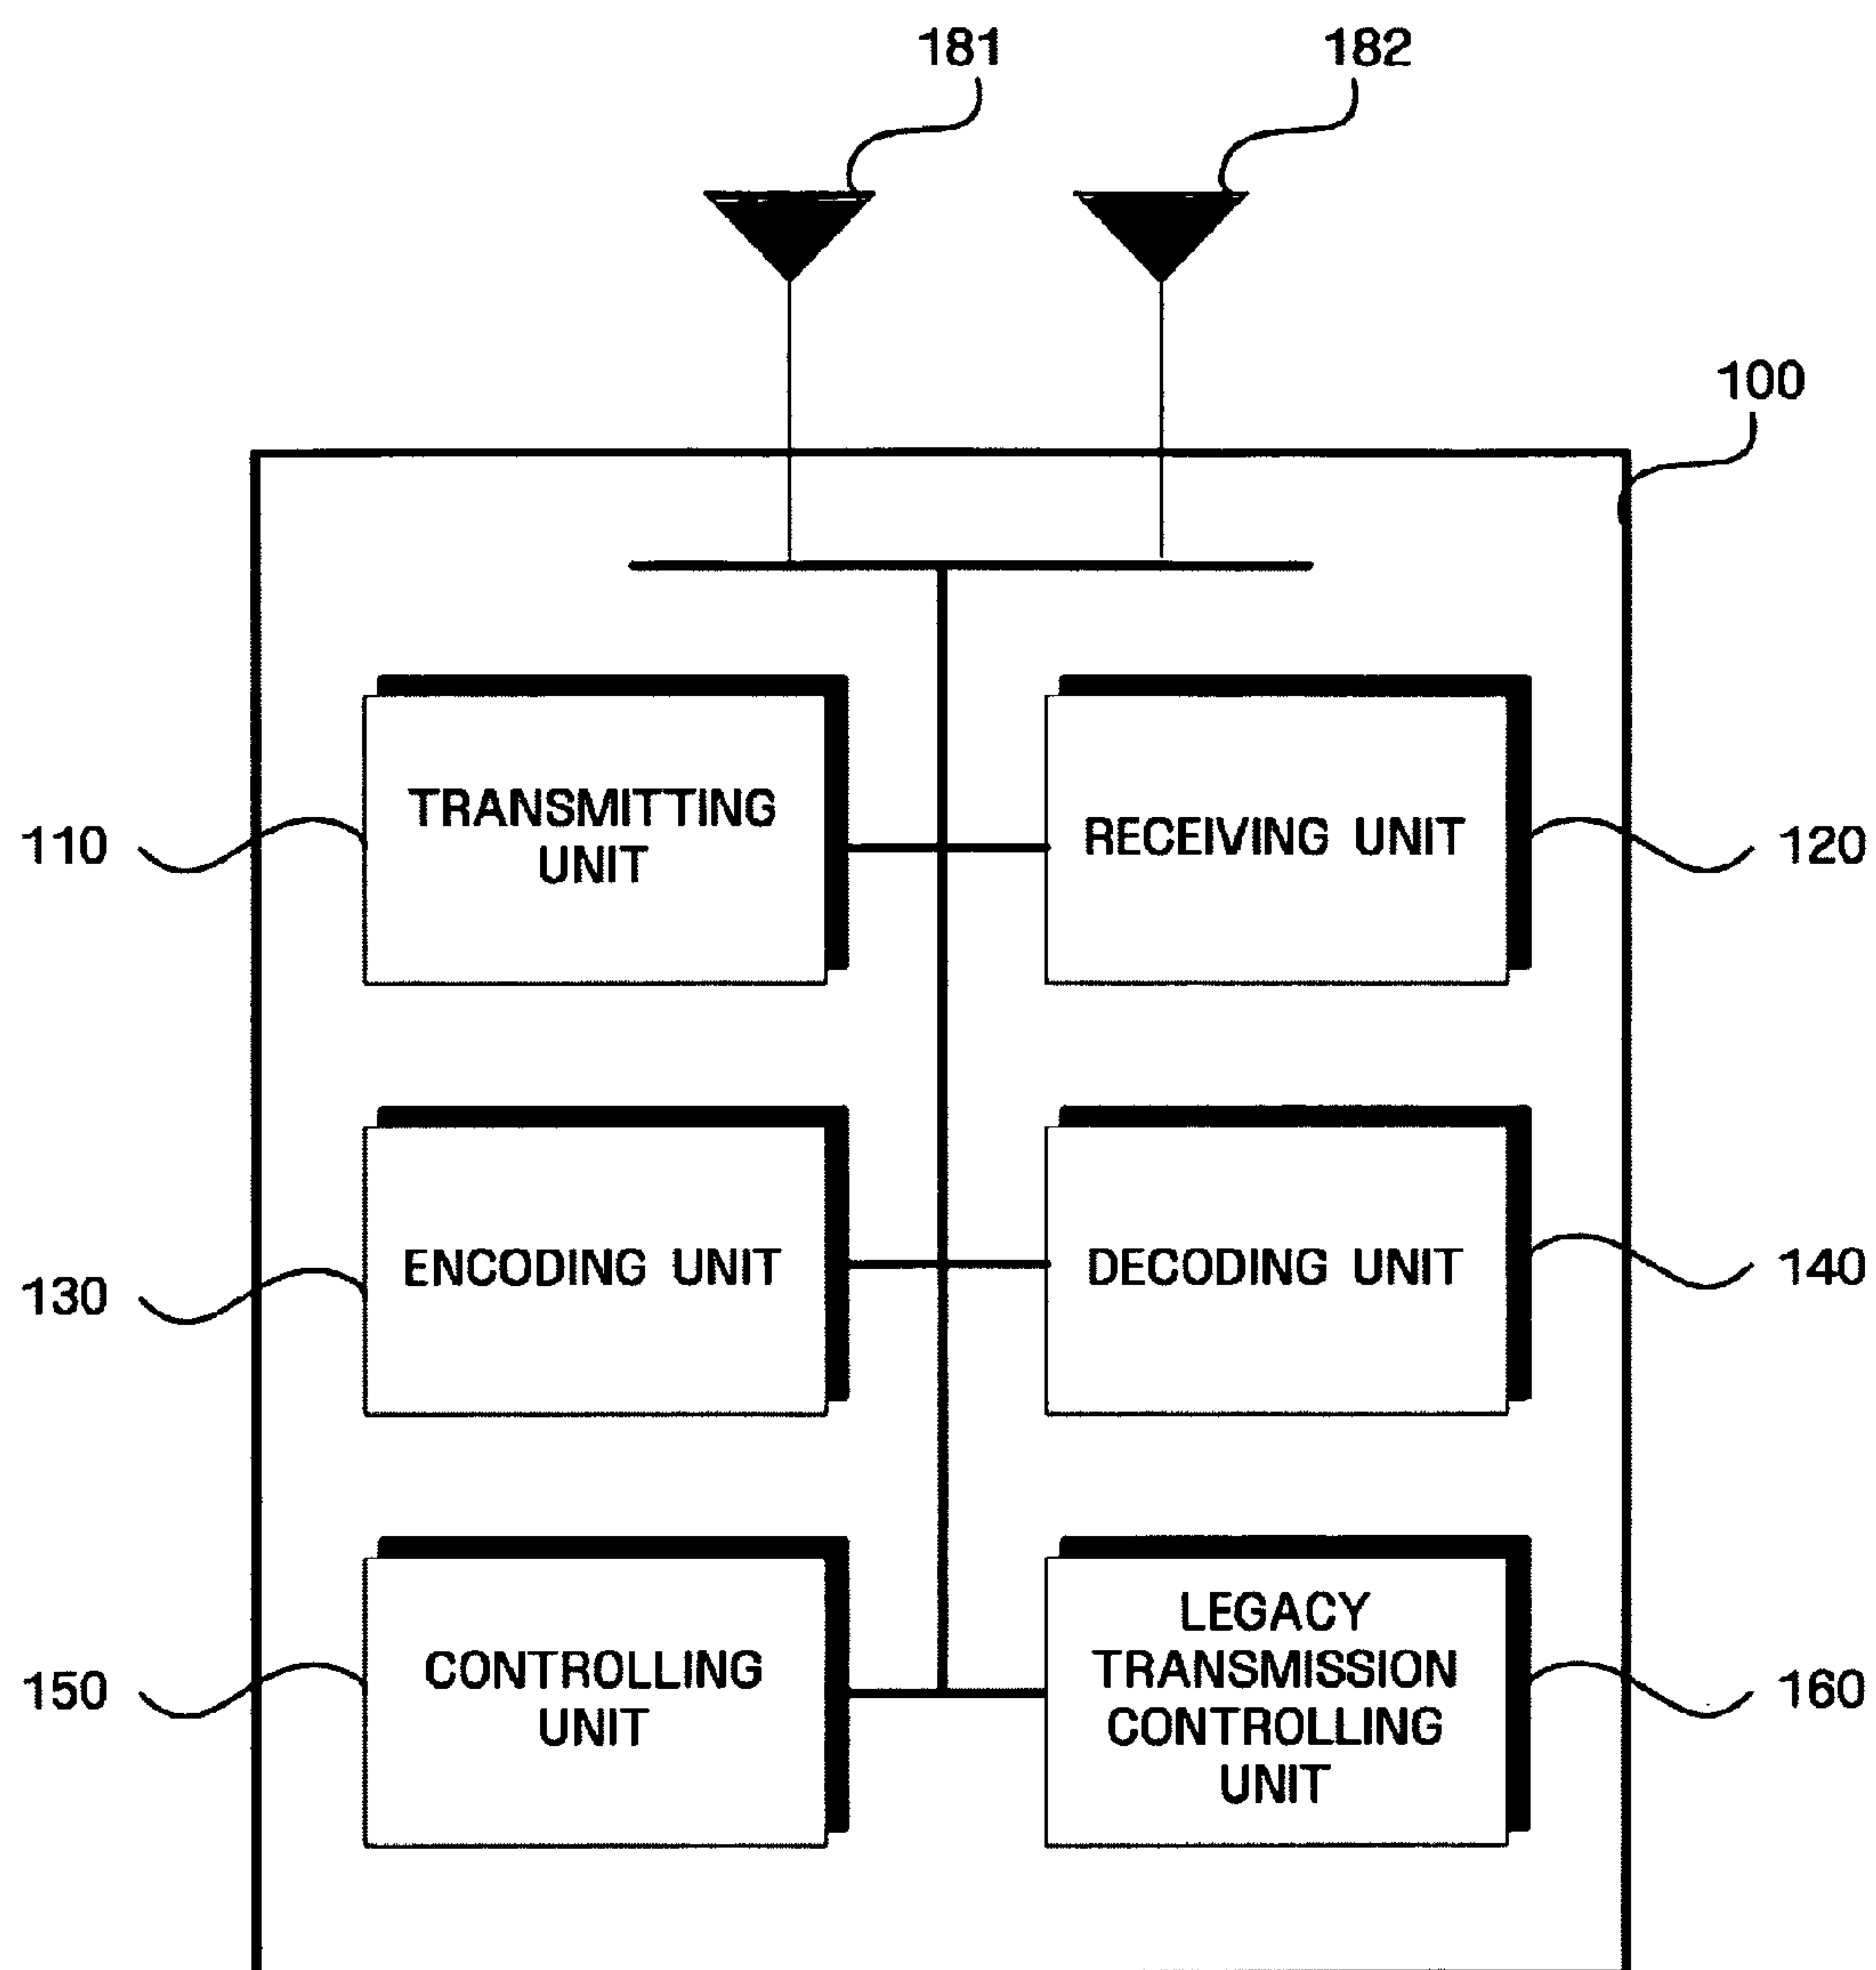 181
182
100
TRANSMITTING
UNIT
110
RECEIVING UNIT
120
ENCODING UNIT
130
DECODING UNIT
140
CONTROLLING
UNIT
150
LEGACY
TRANSMISSION
CONTROLLING
UNIT
160